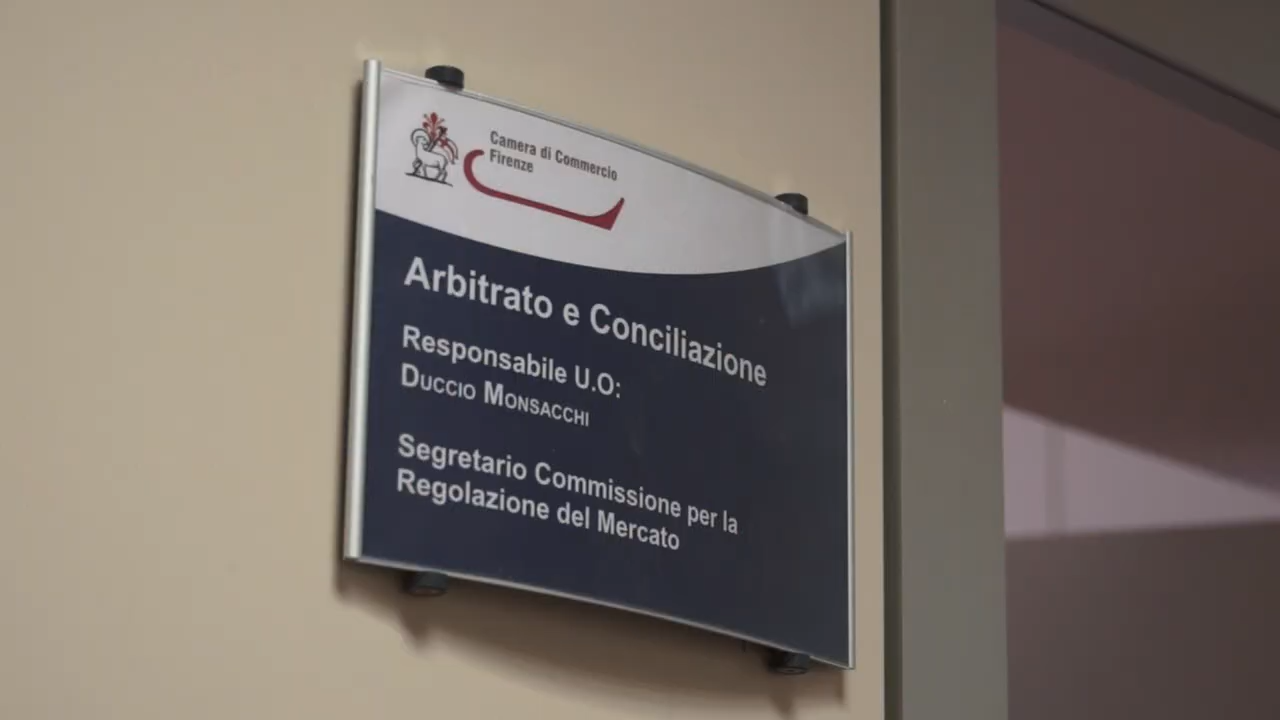 Camera di Commercio
Firenze
Arbitrato e Conciliazione
Responsabile U.O:
DUCCIO MONSACCHI
Segretario Commissione per la
Regolazione del Mercato